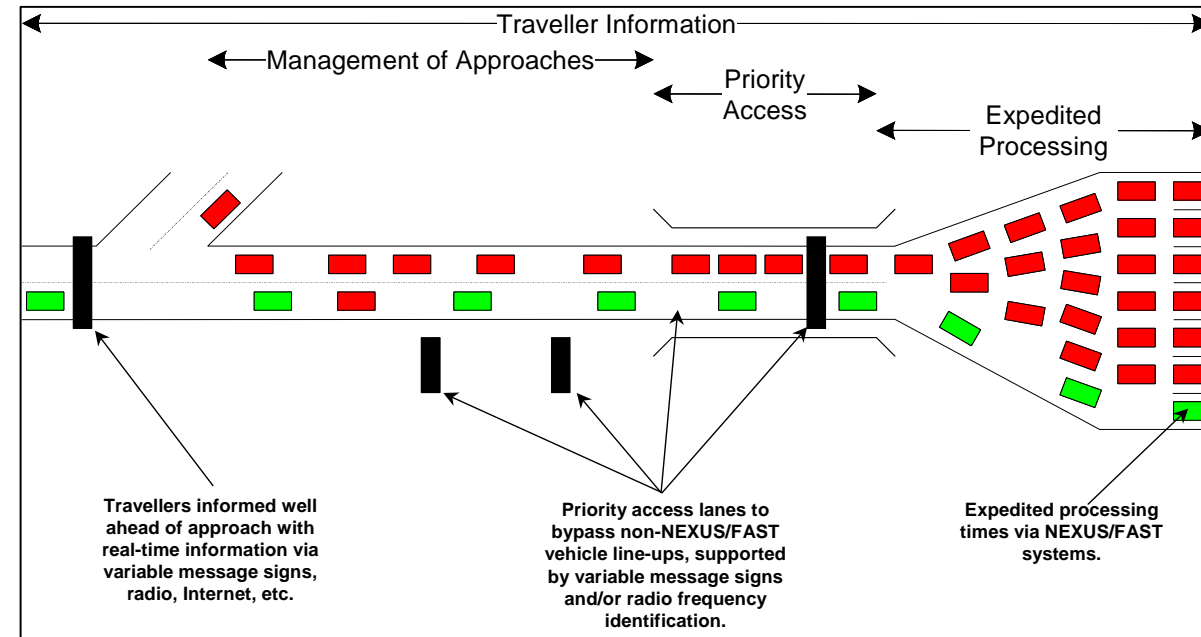 Traveller Information
Management of Approaches
Priority
Access
Expedited
Processing
Travellers informed well
ahead of approach with
real-time information via
variable message signs,
radio, Internet, etc.
Priority access lanes to
bypass non-NEXUS/FAST
vehicle line-ups, supported
by variable message signs
and/or radio frequency
identification.
Expedited processing
times via NEXUS/FAST
systems.